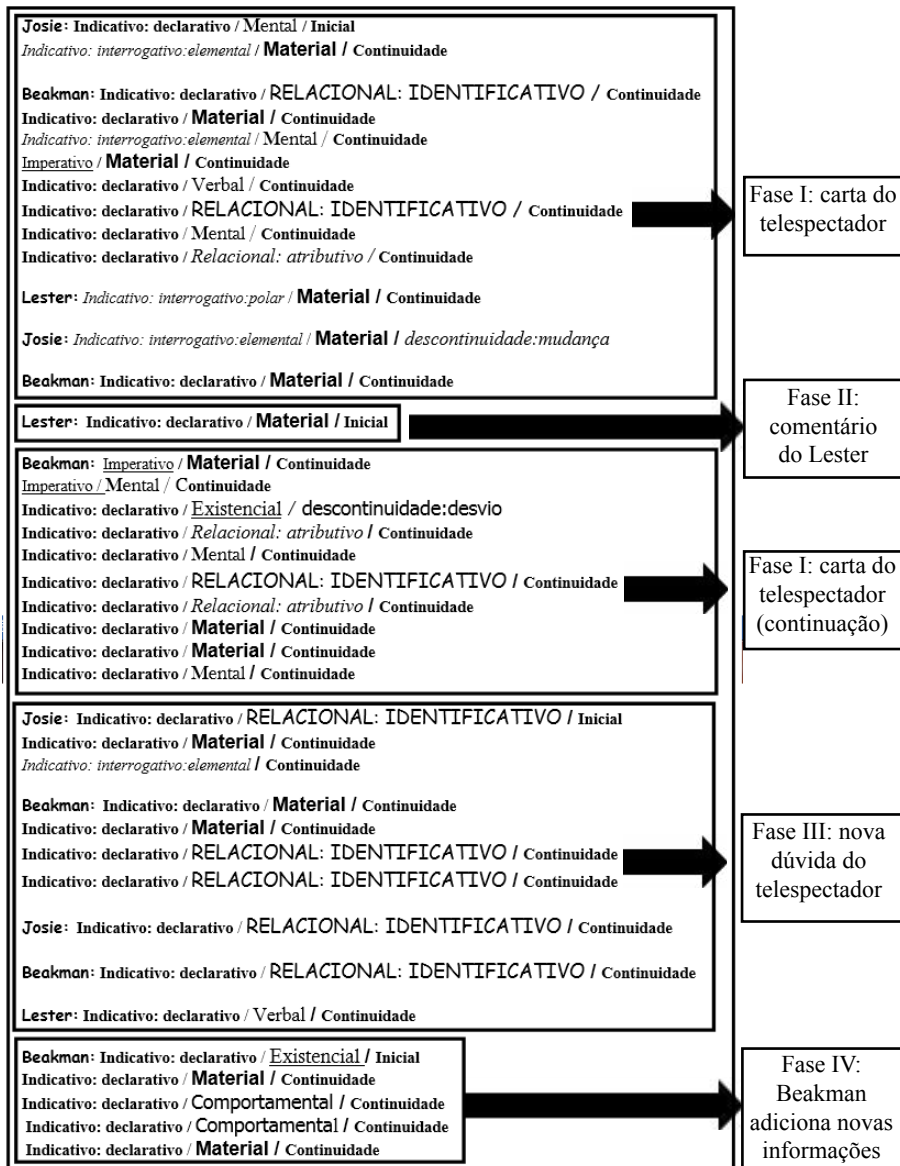 Josie: Indicativo: declarativo / Mental / Inicial
Indicativo: interrogativo:elemental / Material / Continuidade
Beakman: Indicativo: declarativo / RELACIONAL: IDENTIFICATIVO / Continuidade
Indicativo: declarativo / Material / Continuidade
Indicativo: interrogativo:elemental / Mental / Continuidade
Imperativo / Material / Continuidade
Indicativo: declarativo / Verbal / Continuidade
Indicativo: declarativo / RELACIONAL: IDENTIFICATIVO / Continuidade
Indicativo: declarativo / Mental / Continuidade
Indicativo: declarativo / Relacional: atributivo / Continuidade
Lester: Indicativo: interrogativo:polar / Material / Continuidade
Josie: Indicativo: interrogativo:elemental / Material / descontinuidade:mudança
Beakman: Indicativo: declarativo / Material / Continuidade
Fase I: carta do
telespectador
Lester: Indicativo: declarativo / Material / Inicial
Fase II:
comentário
do Lester
Beakman: Imperativo / Material / Continuidade
Imperativo / Mental / Continuidade
Indicativo: declarativo / Existencial / descontinuidade:desvio
Indicativo: declarativo / Relacional: atributivo / Continuidade
Indicativo: declarativo / Mental / Continuidade
Indicativo: declarativo / RELACIONAL: IDENTIFICATIVO / Continuidade
Indicativo: declarativo / Relacional: atributivo / Continuidade
Indicativo: declarativo / Material / Continuidade
Indicativo: declarativo / Material / Continuidade
Indicativo: declarativo / Mental / Continuidade
Fase I: carta do
telespectador
(continuação)
Josie: Indicativo: declarativo / RELACIONAL: IDENTIFICATIVO / Inicial
Indicativo: declarativo / Material / Continuidade
Indicativo: interrogativo:elemental / Continuidade
Beakman: Indicativo: declarativo / Material / Continuidade
Indicativo: declarativo / Material / Continuidade
Indicativo: declarativo / RELACIONAL: IDENTIFICATIVO / Continuidade
Indicativo: declarativo / RELACIONAL: IDENTIFICATIVO / Continuidade
Josie: Indicativo: declarativo / RELACIONAL: IDENTIFICATIVO / Continuidade
Beakman: Indicativo: declarativo / RELACIONAL: IDENTIFICATIVO / Continuidade
Lester: Indicativo: declarativo / Verbal / Continuidade
Fase III: nova
dúvida do
telespectador
Beakman: Indicativo: declarativo / Existencial / Inicial
Indicativo: declarativo / Material / Continuidade
Indicativo: declarativo / Comportamental / Continuidade
Indicativo: declarativo / Comportamental / Continuidade
Indicativo: declarativo / Material / Continuidade
Fase IV:
Beakman
adiciona novas
informações